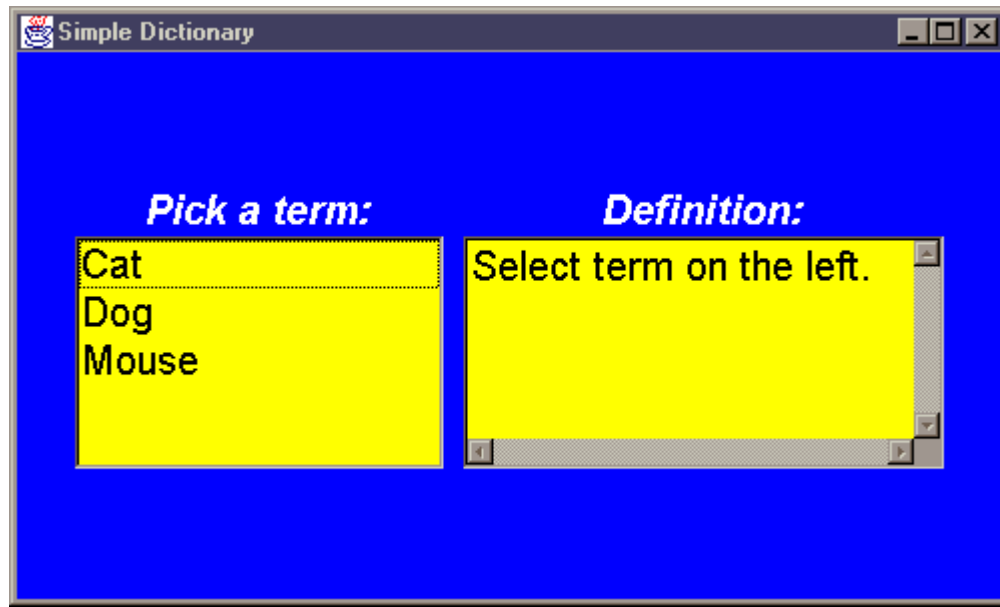 Simple Dictionary
Pick a term:
Definition:
Cat
Dog
Mouse
Select term on the left.